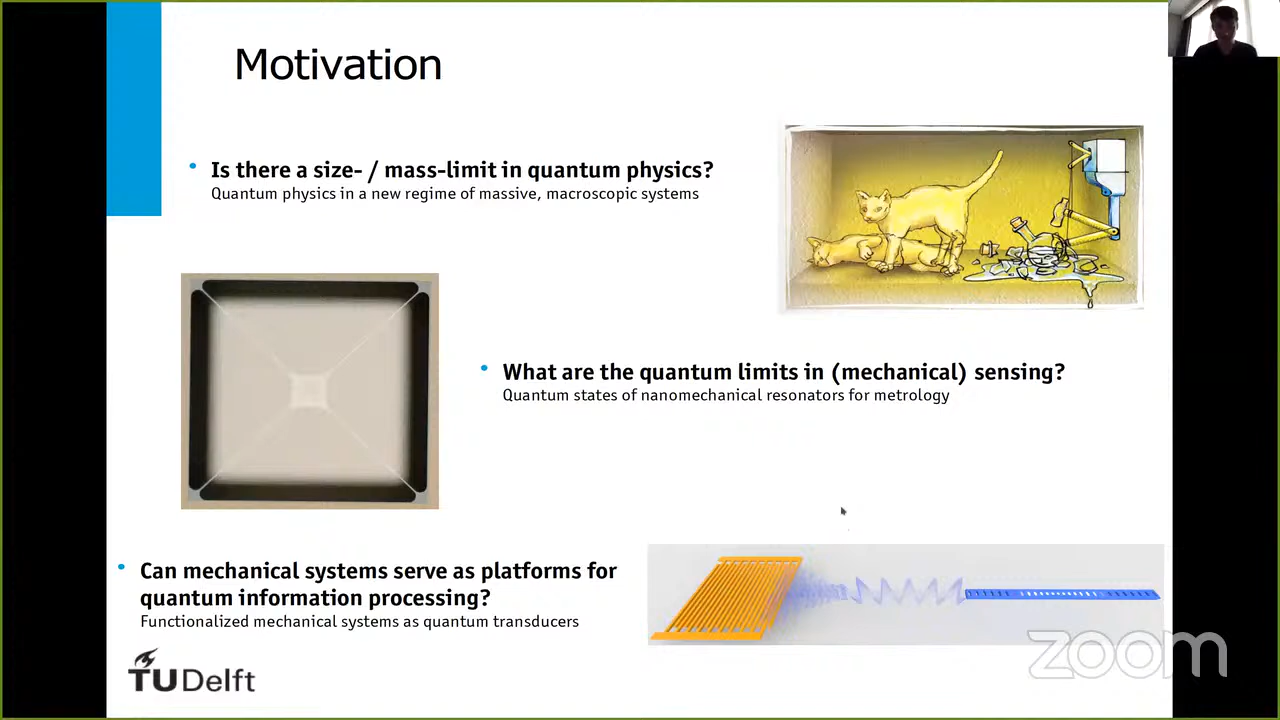 Motivation
• Is there a size- / mass-limit in quantum physics?
Quantum physics in a new regime of massive, macroscopic systems
• What are the quantum limits in (mechanical) sensing?
Quantum states of nanomechanical resonators for metrology
• Can mechanical systems serve as platforms for
quantum information processing?
Functionalized mechanical systems as quantum transducers
TUDelft
zoom